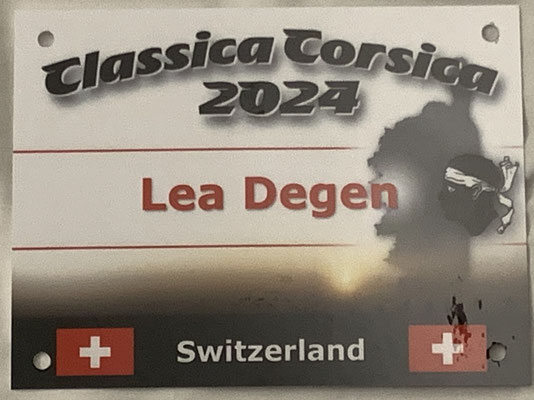 Classica Corsica
2024
Lea Degen
Switzerland